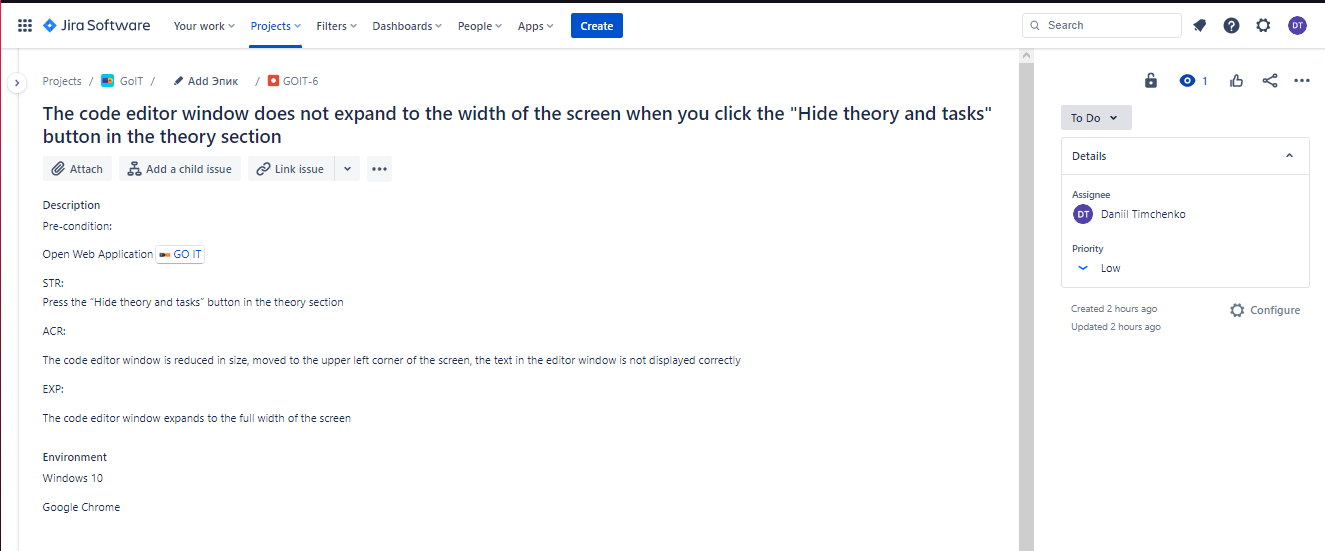 Jira Software Your work Projects Filters Dashboards People Apps Create Search DT
Projects / GoIT / Add Эпик / GOIT-6
1
The code editor window does not expand to the width of the screen when you click the "Hide theory and tasks"
button in the theory section
To Do
Attach Add a child issue Link issue
Details
Description
Pre-condition:
Open Web Application GO IT
STR:
Press the “Hide theory and tasks” button in the theory section
ACR:
The code editor window is reduced in size, moved to the upper left corner of the screen, the text in the editor window is not displayed correctly
EXP:
The code editor window expands to the full width of the screen
Environment
Windows 10
Google Chrome
Assignee
DT Daniil Timchenko
Priority
Low
Created 2 hours ago
Configure
Updated 2 hours ago